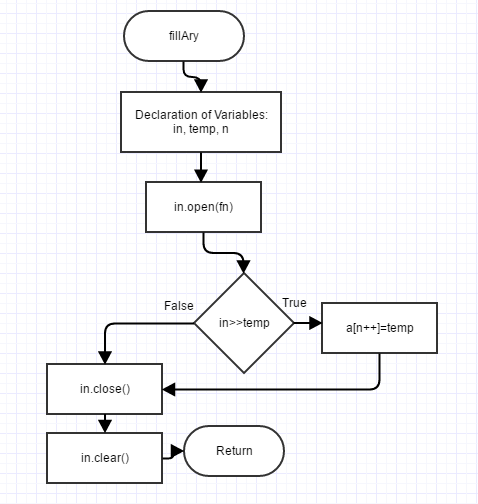 fillAry
Declaration of Variables:
in, temp, n
in.open(fn)
False
True
in>>temp
a[n++]=temp
in.close()
in.clear()
Return